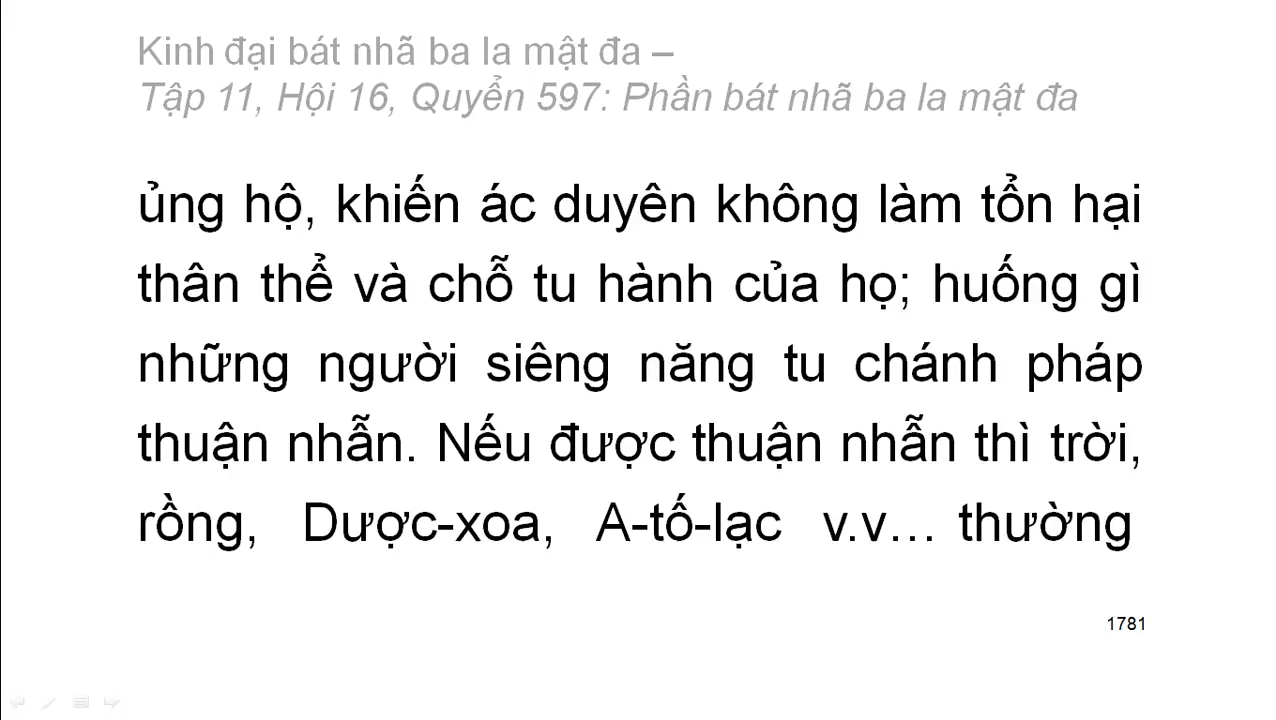 Kinh đại bát nhã ba la mật đa –
Tập 11, Hội 16, Quyển 597: Phần bát nhã ba la mật đa
ủng hộ, khiến ác duyên không làm tổn hại
thân thể và chỗ tu hành của họ; huống gì
những người siêng năng tu chánh pháp
thuận nhẫn. Nếu được thuận nhẫn thì trời,
rồng, Dược-xoa, A-tố-lạc v.v… thường
1781